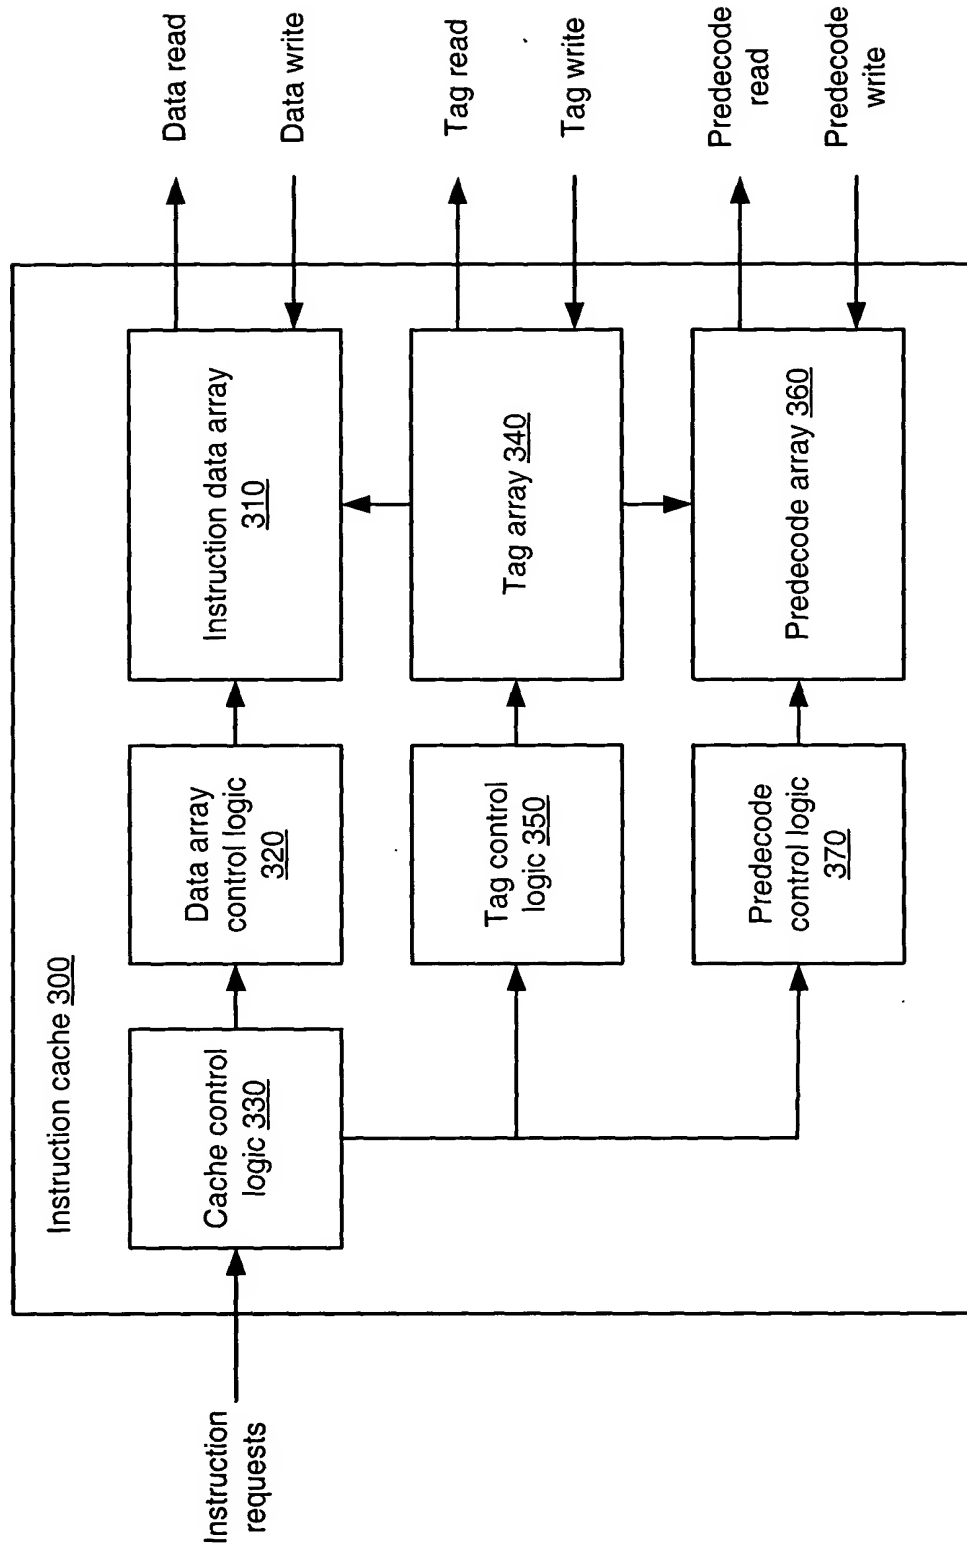 Instruction cache 300
Instruction
requests
Cache control
logic 330
Data array
control logic
320
Instruction data array
310
Data read
Data write
Tag control
logic 350
Tag array 340
Tag read
Tag write
Predecode
control logic
370
Predecode array 360
Predecode
read
Predecode
write